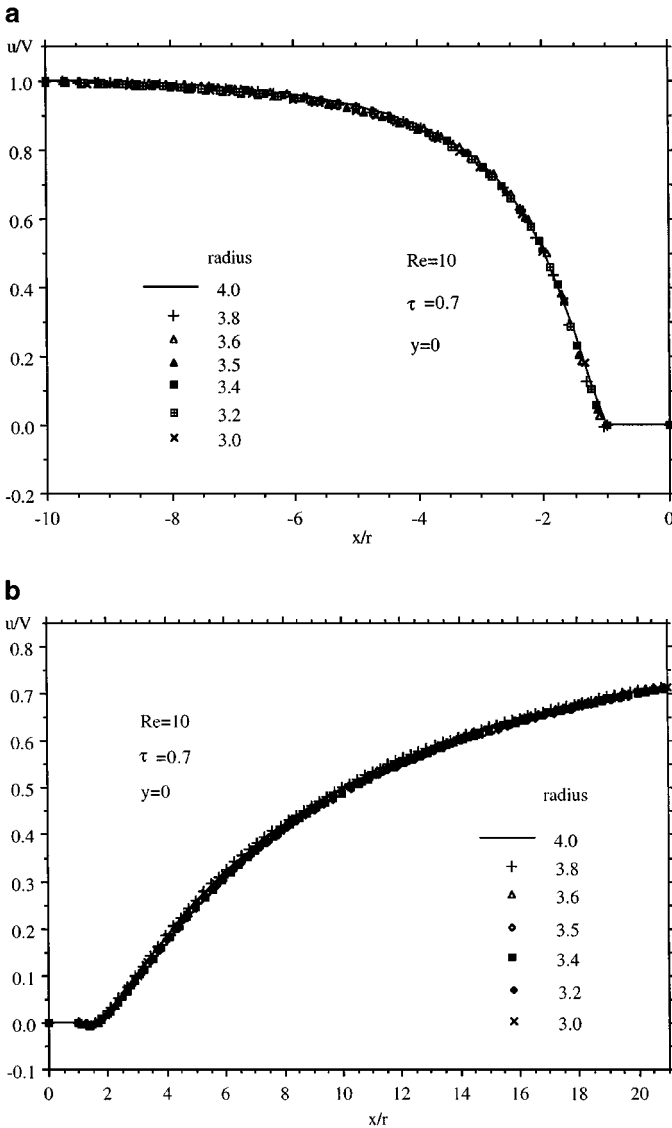 a
u/V
1.0
0.8
0.6
0.4
0.2
0.0
-0.2
radius
4.0
3.8
3.6
3.5
3.4
3.2
3.0
Re=10
τ =0.7
y=0
-10 -8 -6 -4 -2 0
x/r
b
u/V
0.8
0.7
0.6
0.5
0.4
0.3
0.2
0.1
0.0
-0.1
Re=10
τ =0.7
y=0
radius
4.0
3.8
3.6
3.5
3.4
3.2
3.0
0 2 4 6 8 10 12 14 16 18 20
x/r